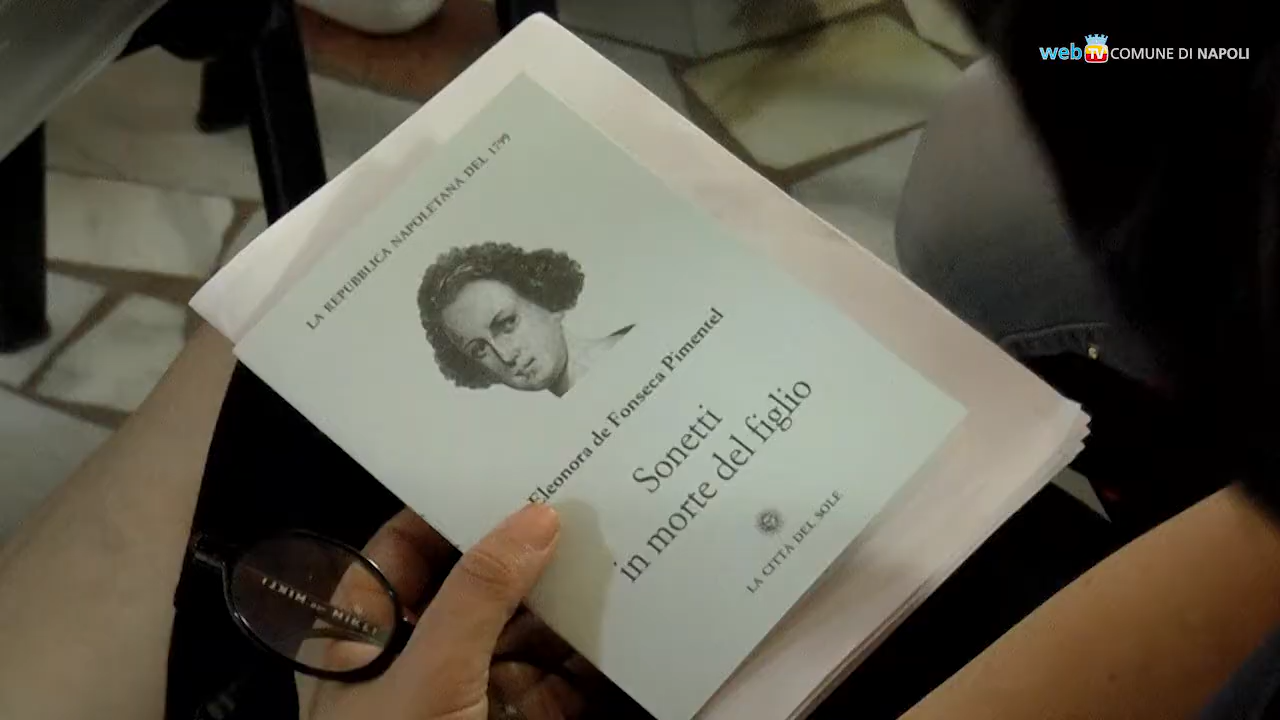 web TV COMUNE DI NAPOLI
LA REPUBBLICA NAPOLETANA DEL 1799
Eleonora de Fonseca Pimentel
Sonetti
in morte del figlio
LA CITTÀ DEL SOLE